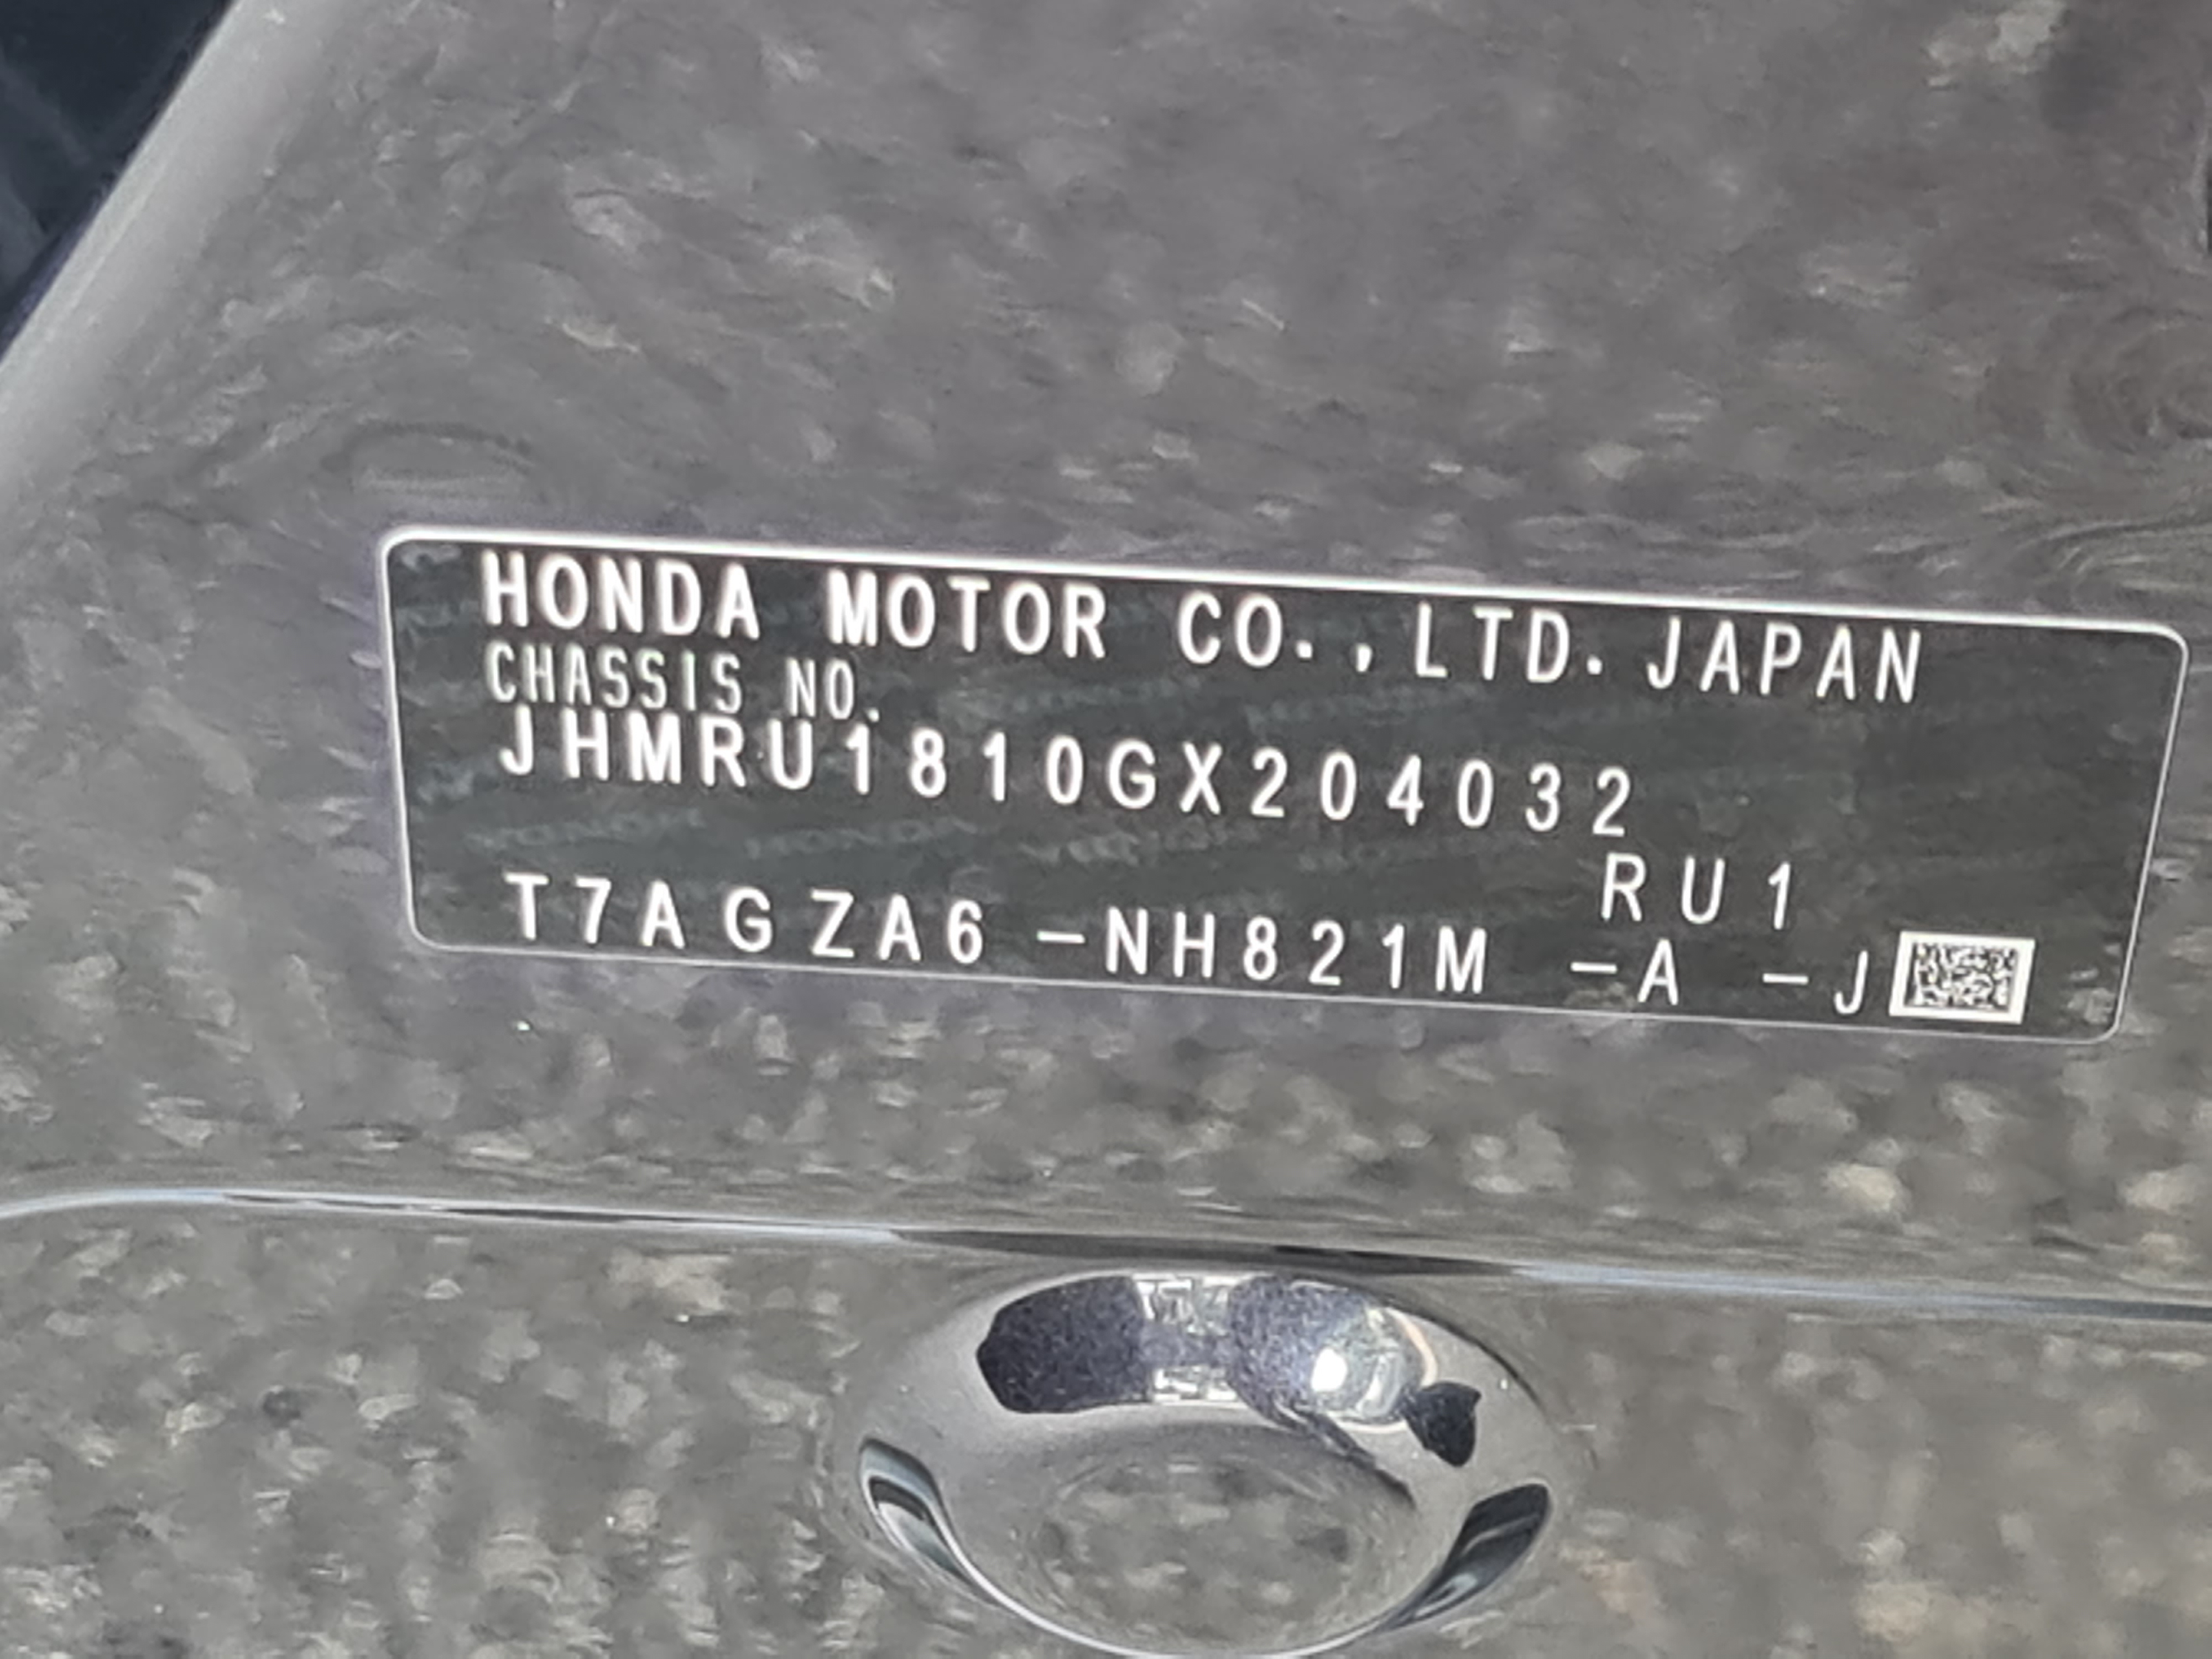 HONDA MOTOR CO., LTD. JAPAN
CHASSIS NO.
JHMRU1810GX204032
RU1
T7AGZA6 -NH821M -A -J